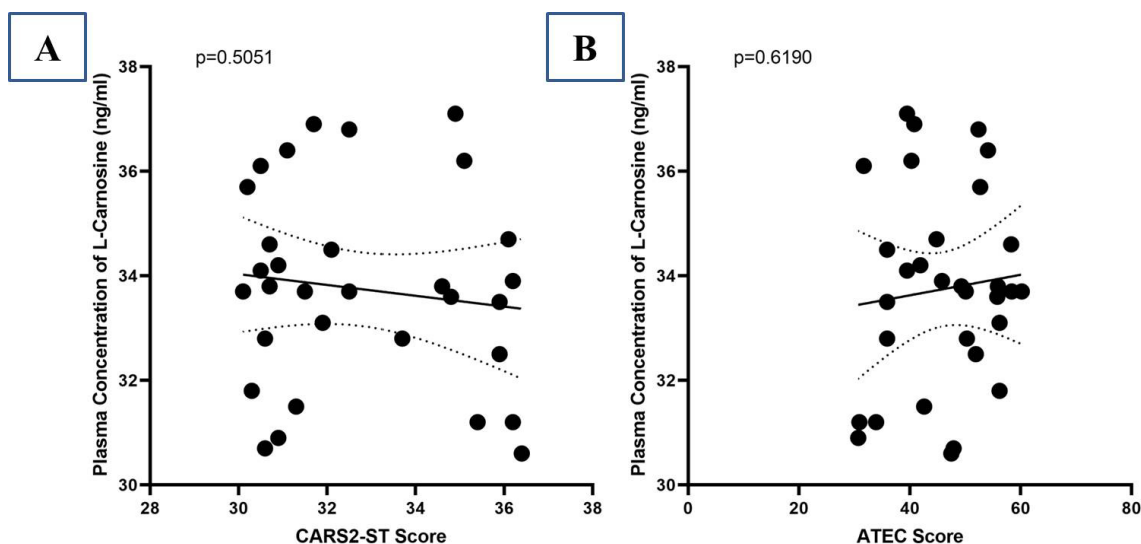 A
p=0.5051
Plasma Concentration of L-Carnosine (ng/ml)
38
36
34
32
30
28
30
32
34
36
38
CARS2-ST Score
B
p=0.6190
Plasma Concentration of L-Carnosine (ng/ml)
38
36
34
32
30
0
20
40
60
80
ATEC Score